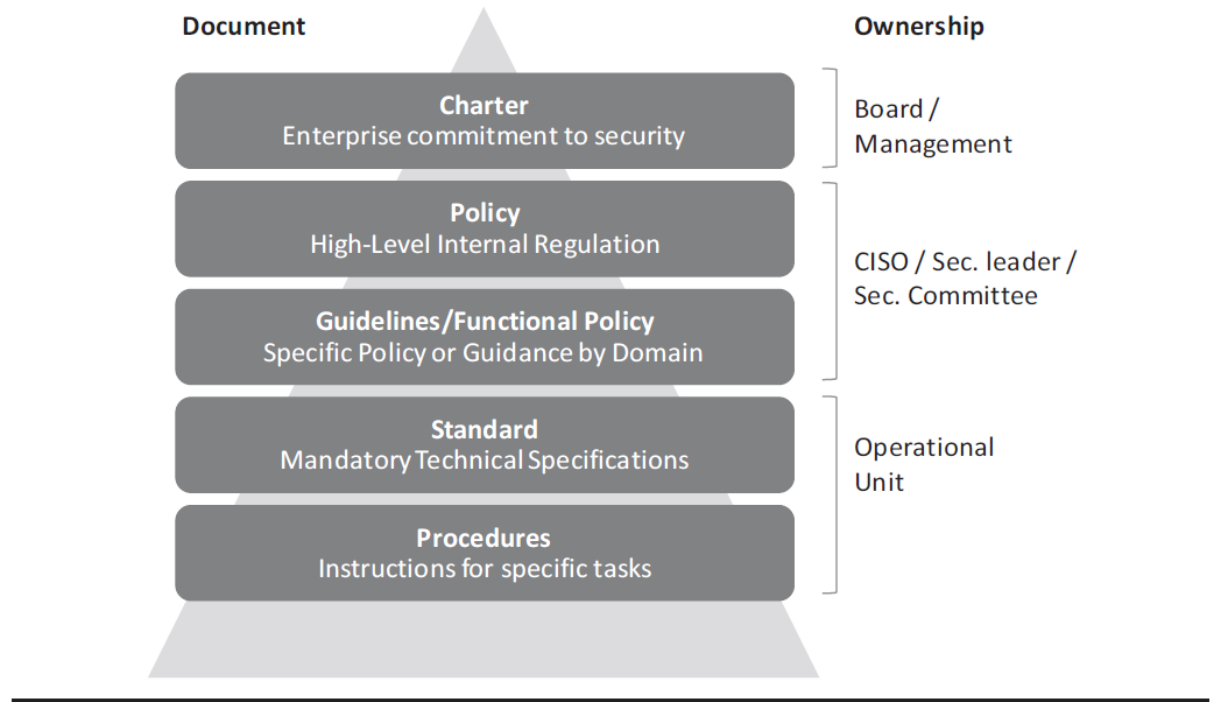 Document
Ownership
Charter
Enterprise commitment to security
Board /
Management
Policy
High-Level Internal Regulation
CISO / Sec. leader /
Sec. Committee
Guidelines/Functional Policy
Specific Policy or Guidance by Domain
Standard
Mandatory Technical Specifications
Operational
Unit
Procedures
Instructions for specific tasks